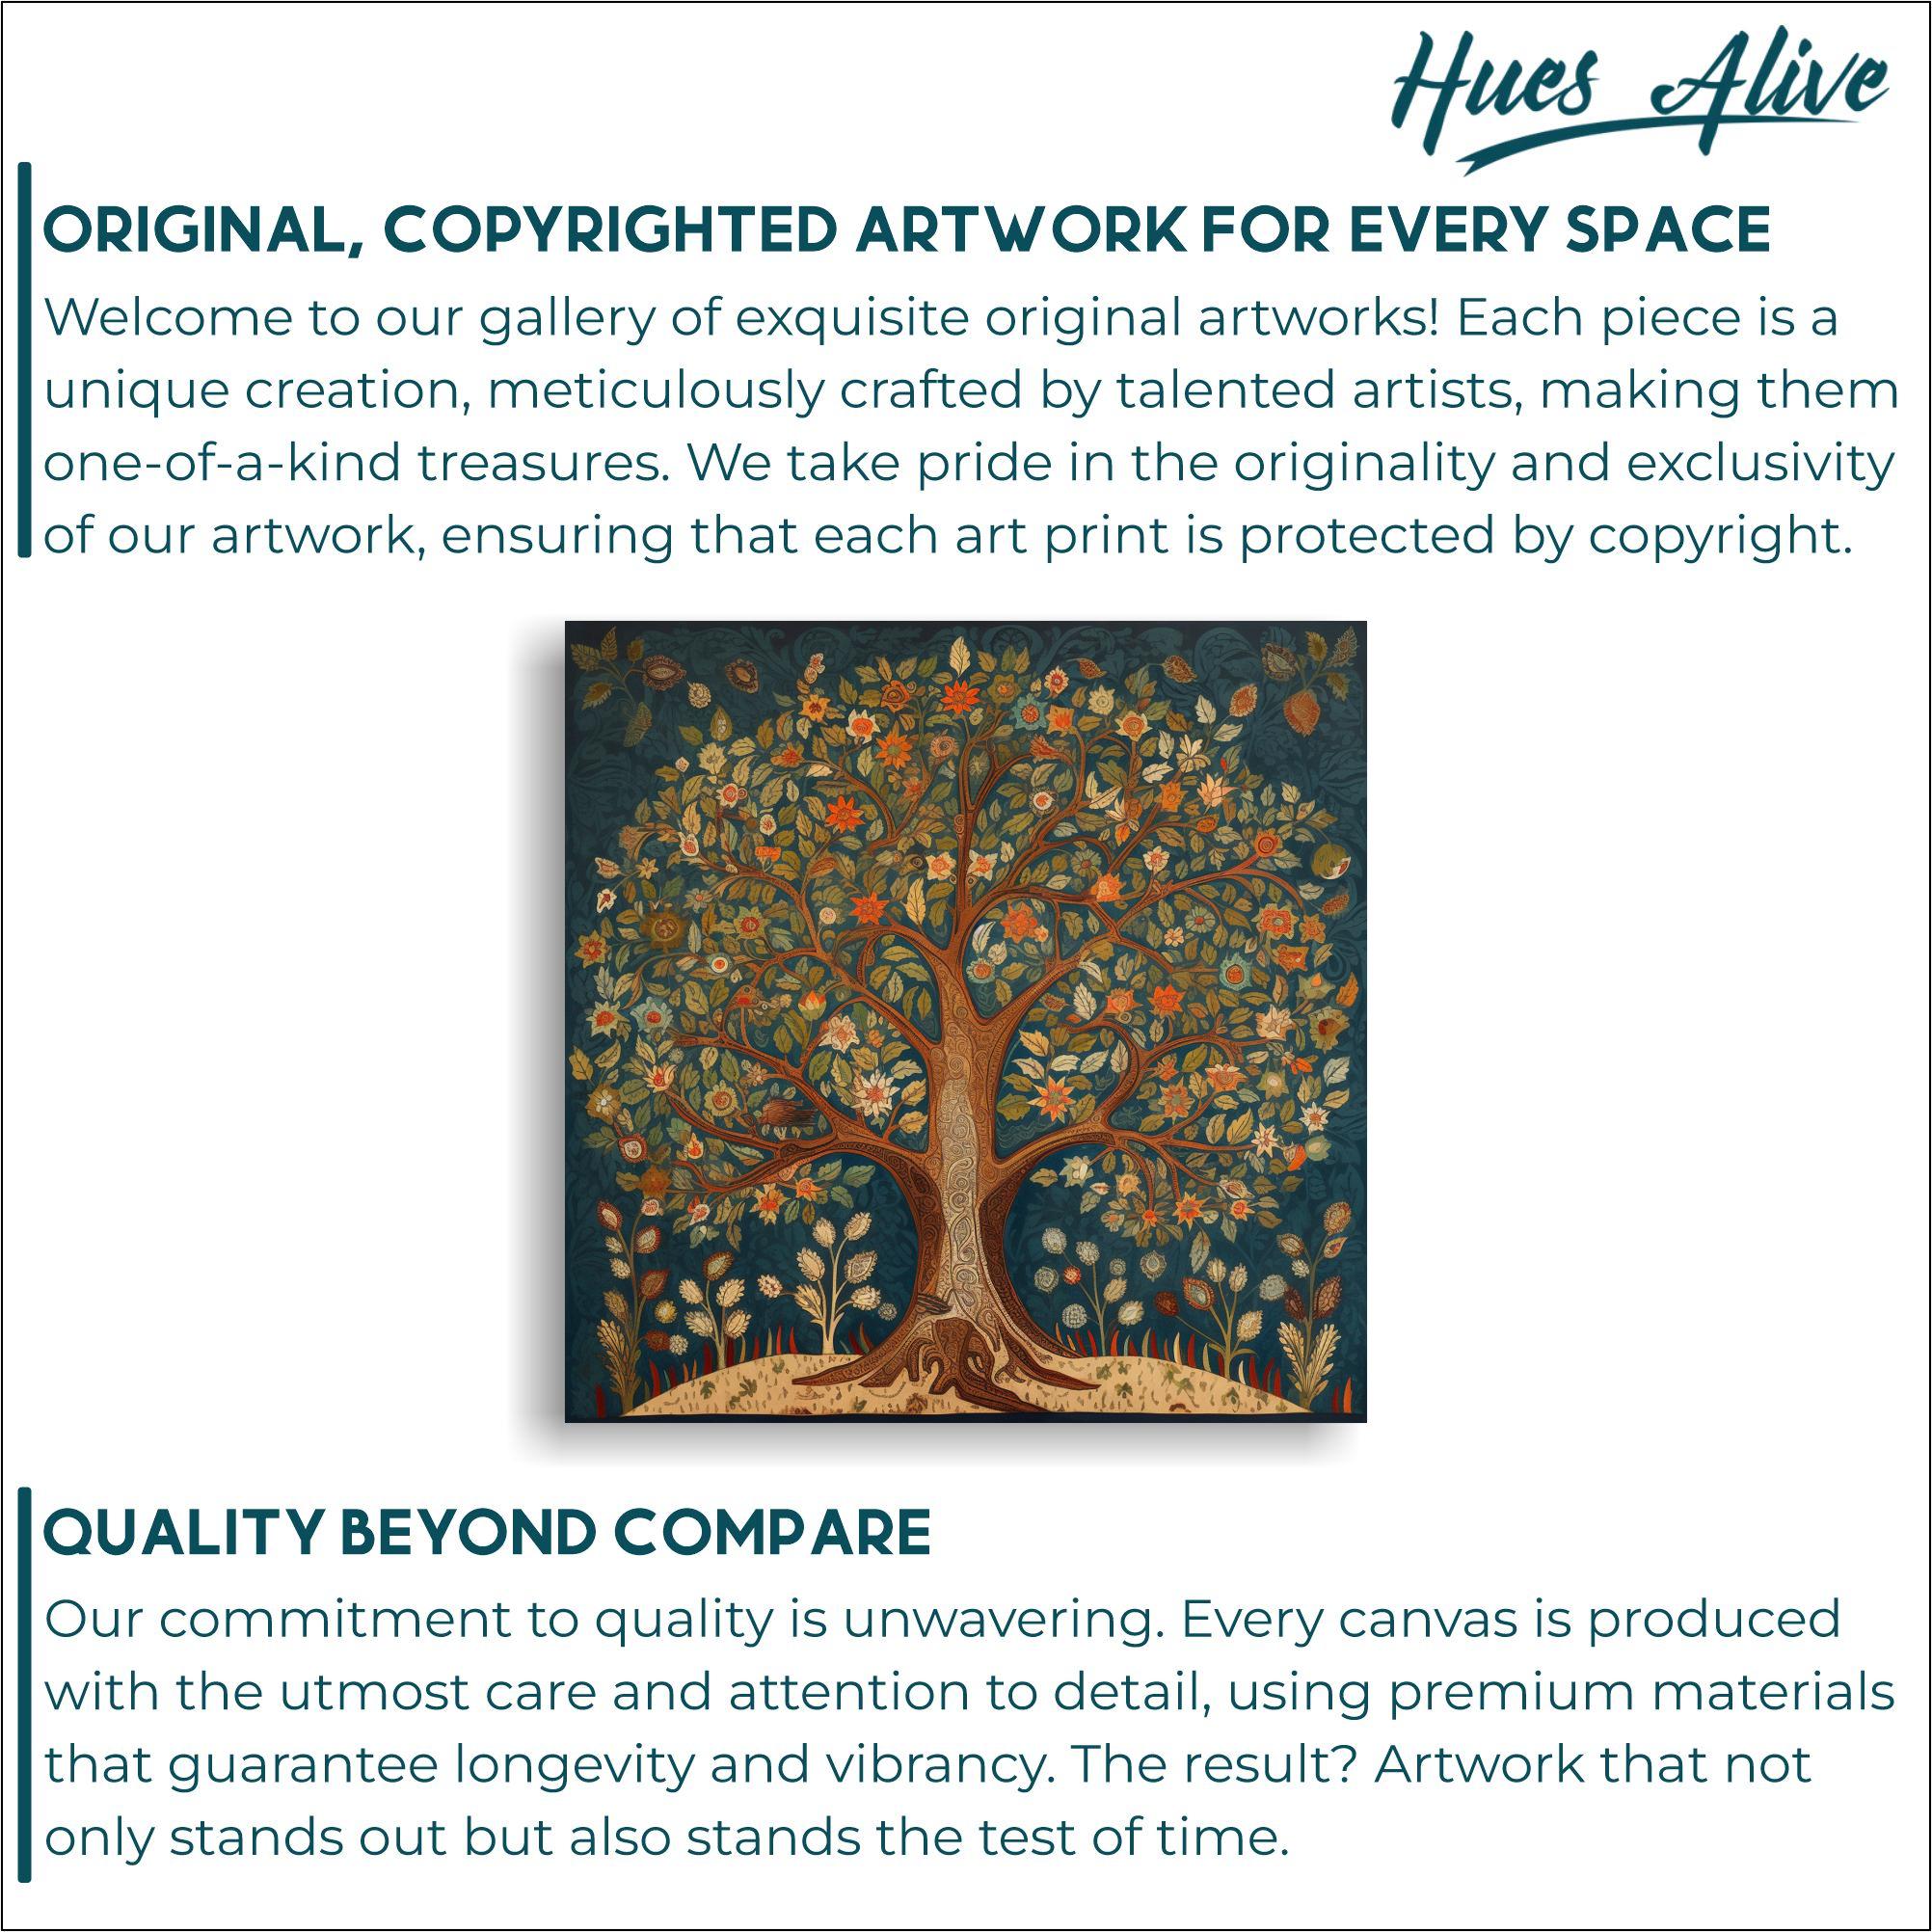 Hues Alive
ORIGINAL, COPYRIGHTED ARTWORK FOR EVERY SPACE
Welcome to our gallery of exquisite original artworks! Each piece is a
unique creation, meticulously crafted by talented artists, making them
one-of-a-kind treasures. We take pride in the originality and exclusivity
of our artwork, ensuring that each art print is protected by copyright.
QUALITY BEYOND COMPARE
Our commitment to quality is unwavering. Every canvas is produced
with the utmost care and attention to detail, using premium materials
that guarantee longevity and vibrancy. The result? Artwork that not
only stands out but also stands the test of time.